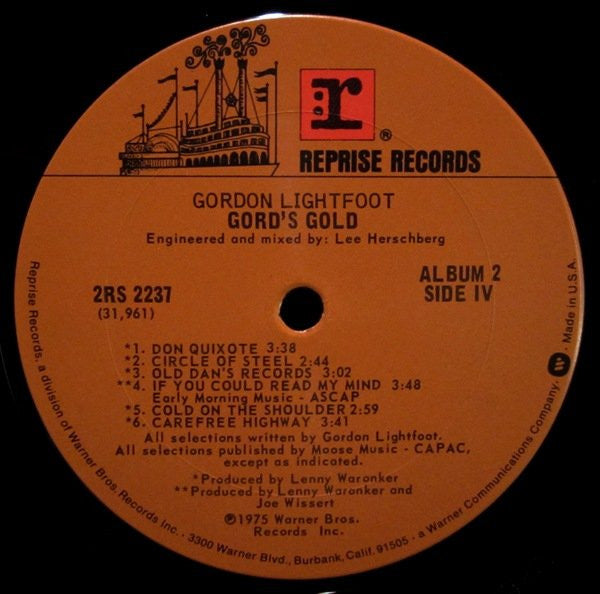 r
®
REPRISE RECORDS
GORDON LIGHTFOOT
GORD'S GOLD
Engineered and mixed by: Lee Herschberg
2RS 2237
(31,961)
ALBUM 2
SIDE IV
*1. DON QUIXOTE 3:38
*2. CIRCLE OF STEEL 2:44
*3. OLD DAN'S RECORDS 3:02
**4. IF YOU COULD READ MY MIND 3:48
Early Morning Music - ASCAP
*5. COLD ON THE SHOULDER 2:59
*6. CAREFREE HIGHWAY 3:41
All selections written by Gordon Lightfoot.
All selections published by Moose Music - CAPAC,
except as indicated.
*Produced by Lenny Waronker
**Produced by Lenny Waronker and
Joe Wissert
℗1975 Warner Bros.
Records Inc.
Reprise Records, a division of Warner Bros. Records Inc. · 3300 Warner Blvd., Burbank, Calif. 91505 · a Warner Communications Company. W · Made in U.S.A.